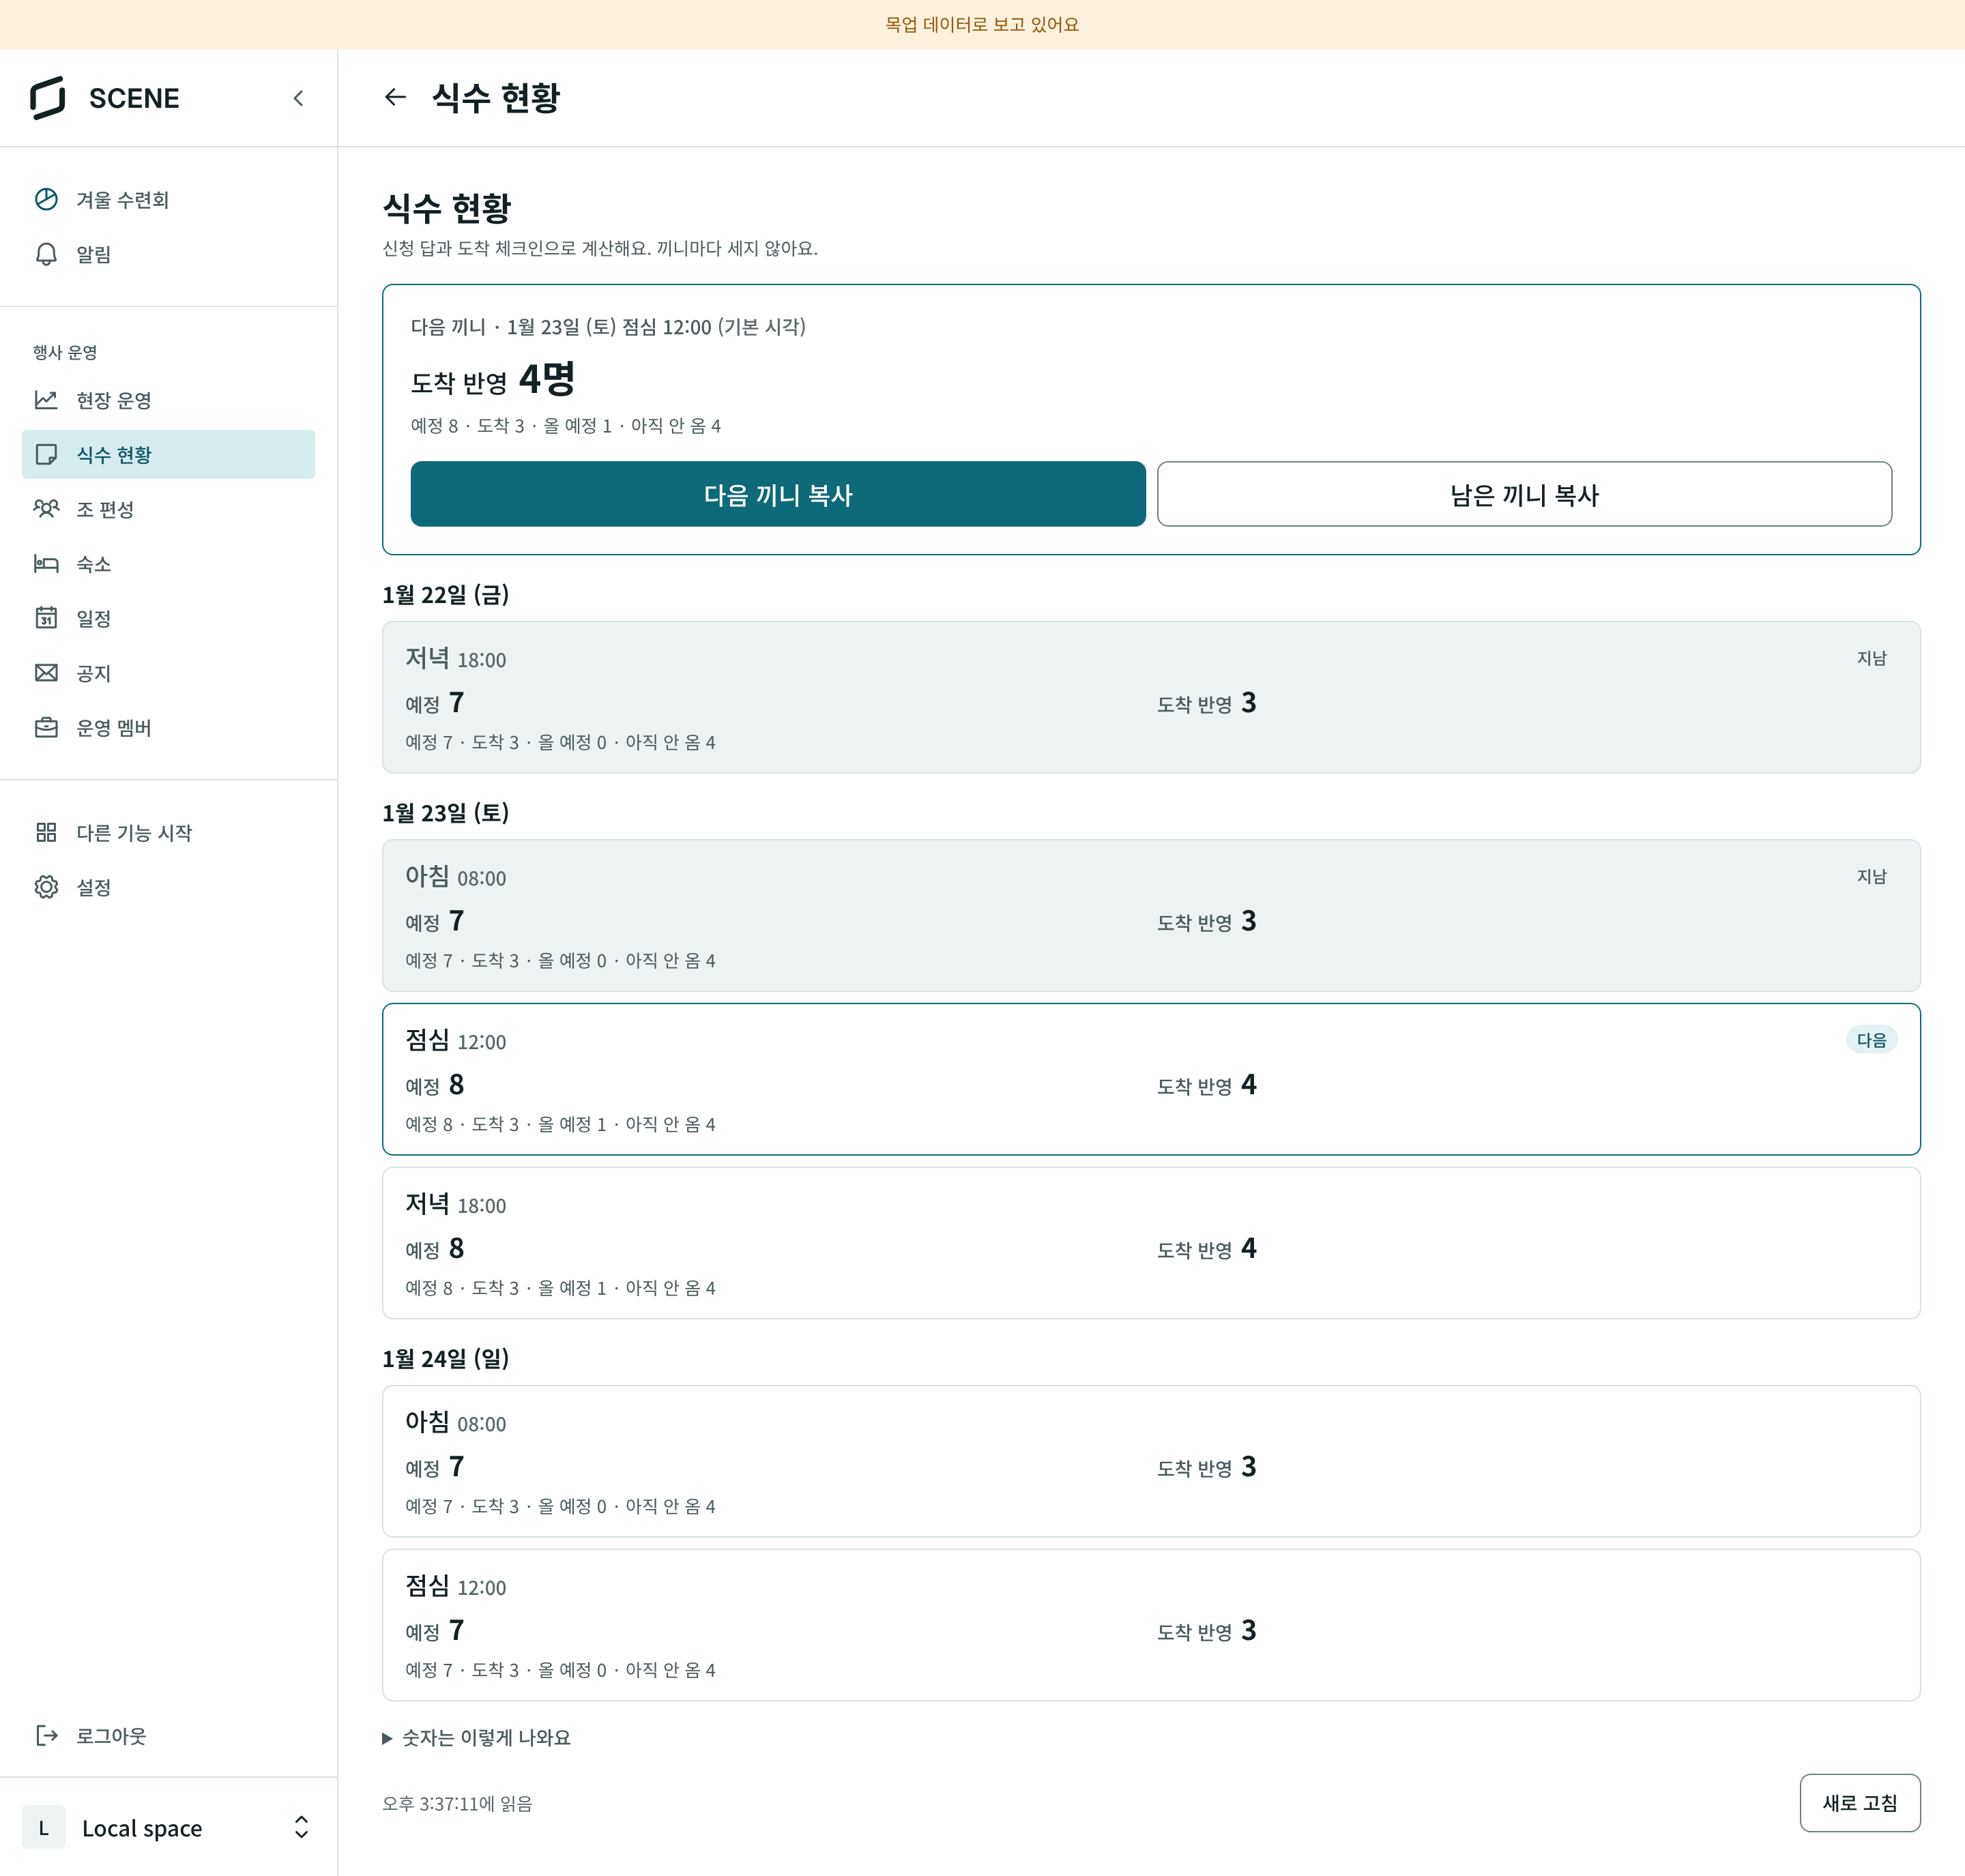 목업 데이터로 보고 있어요
SCENE
겨울 수련회
알림
행사 운영
현장 운영
식수 현황
조 편성
숙소
일정
공지
운영 멤버
다른 기능 시작
설정
로그아웃
L Local space
식수 현황
식수 현황
신청 답과 도착 체크인으로 계산해요. 끼니마다 세지 않아요.
다음 끼니 · 1월 23일 (토) 점심 12:00 (기본 시각)
도착 반영 4명
예정 8 · 도착 3 · 올 예정 1 · 아직 안 옴 4
다음 끼니 복사 남은 끼니 복사
1월 22일 (금)
저녁 18:00 지남
예정 7 도착 반영 3
예정 7 · 도착 3 · 올 예정 0 · 아직 안 옴 4
1월 23일 (토)
아침 08:00 지남
예정 7 도착 반영 3
예정 7 · 도착 3 · 올 예정 0 · 아직 안 옴 4
점심 12:00 다음
예정 8 도착 반영 4
예정 8 · 도착 3 · 올 예정 1 · 아직 안 옴 4
저녁 18:00
예정 8 도착 반영 4
예정 8 · 도착 3 · 올 예정 1 · 아직 안 옴 4
1월 24일 (일)
아침 08:00
예정 7 도착 반영 3
예정 7 · 도착 3 · 올 예정 0 · 아직 안 옴 4
점심 12:00
예정 7 도착 반영 3
예정 7 · 도착 3 · 올 예정 0 · 아직 안 옴 4
▶ 숫자는 이렇게 나와요
오후 3:37:11에 읽음 새로 고침